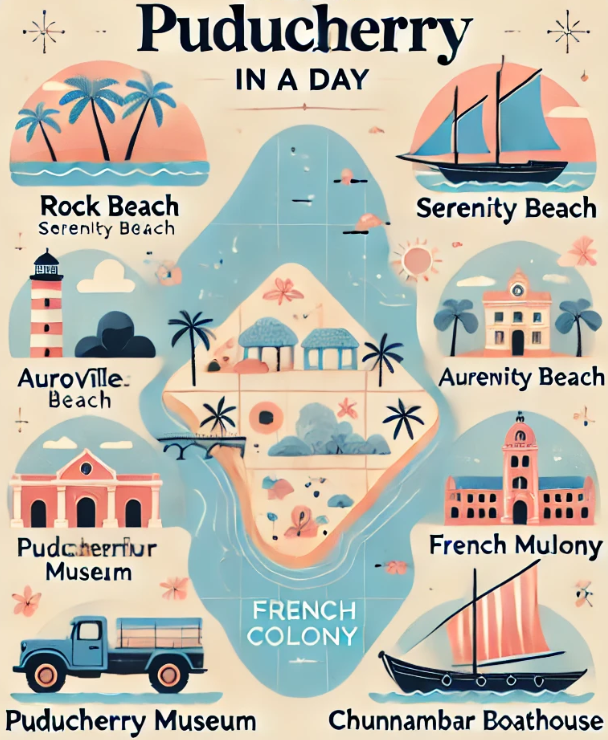 Puducherry
IN A DAY
Rock Beach
Serenity Beach
Serenity Beach
AuroVille
Beach
Aurenity Beach
Museum
French Mulony
FRENCH
COLONY
Puducherry Museum
Chunnambar Boathouse